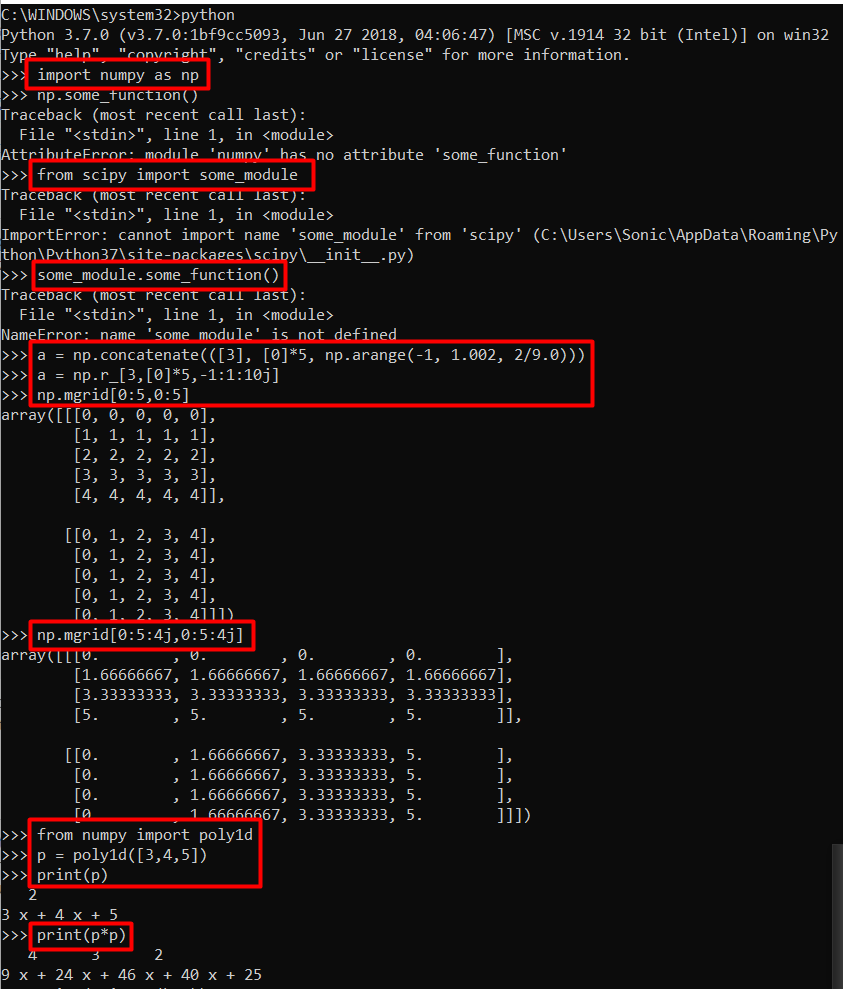 C:\WINDOWS\system32>python
Python 3.7.0 (v3.7.0:1bf9cc5093, Jun 27 2018, 04:06:47) [MSC v.1914 32 bit (Intel)] on win32
Type "help", "copyright", "credits" or "license" for more information.
>>> import numpy as np
>>> np.some_function()
Traceback (most recent call last):
  File "<stdin>", line 1, in <module>
AttributeError: module 'numpy' has no attribute 'some_function'
>>> from scipy import some_module
Traceback (most recent call last):
  File "<stdin>", line 1, in <module>
ImportError: cannot import name 'some_module' from 'scipy' (C:\Users\Sonic\AppData\Roaming\Py
thon\Python37\site-packages\scipy\__init__.py)
>>> some_module.some_function()
Traceback (most recent call last):
  File "<stdin>", line 1, in <module>
NameError: name 'some_module' is not defined
>>> a = np.concatenate(([3], [0]*5, np.arange(-1, 1.002, 2/9.0)))
>>> a = np.r_[3,[0]*5,-1:1:10j]
>>> np.mgrid[0:5,0:5]
array([[[0, 0, 0, 0, 0],
        [1, 1, 1, 1, 1],
        [2, 2, 2, 2, 2],
        [3, 3, 3, 3, 3],
        [4, 4, 4, 4, 4]],

       [[0, 1, 2, 3, 4],
        [0, 1, 2, 3, 4],
        [0, 1, 2, 3, 4],
        [0, 1, 2, 3, 4],
        [0, 1, 2, 3, 4]]])
>>> np.mgrid[0:5:4j,0:5:4j]
array([[[0.        , 0.        , 0.        , 0.        ],
        [1.66666667, 1.66666667, 1.66666667, 1.66666667],
        [3.33333333, 3.33333333, 3.33333333, 3.33333333],
        [5.        , 5.        , 5.        , 5.        ]],

       [[0.        , 1.66666667, 3.33333333, 5.        ],
        [0.        , 1.66666667, 3.33333333, 5.        ],
        [0.        , 1.66666667, 3.33333333, 5.        ],
        [0.        , 1.66666667, 3.33333333, 5.        ]]])
>>> from numpy import poly1d
>>> p = poly1d([3,4,5])
>>> print(p)
   2
3 x + 4 x + 5
>>> print(p*p)
   4      3      2
9 x + 24 x + 46 x + 40 x + 25